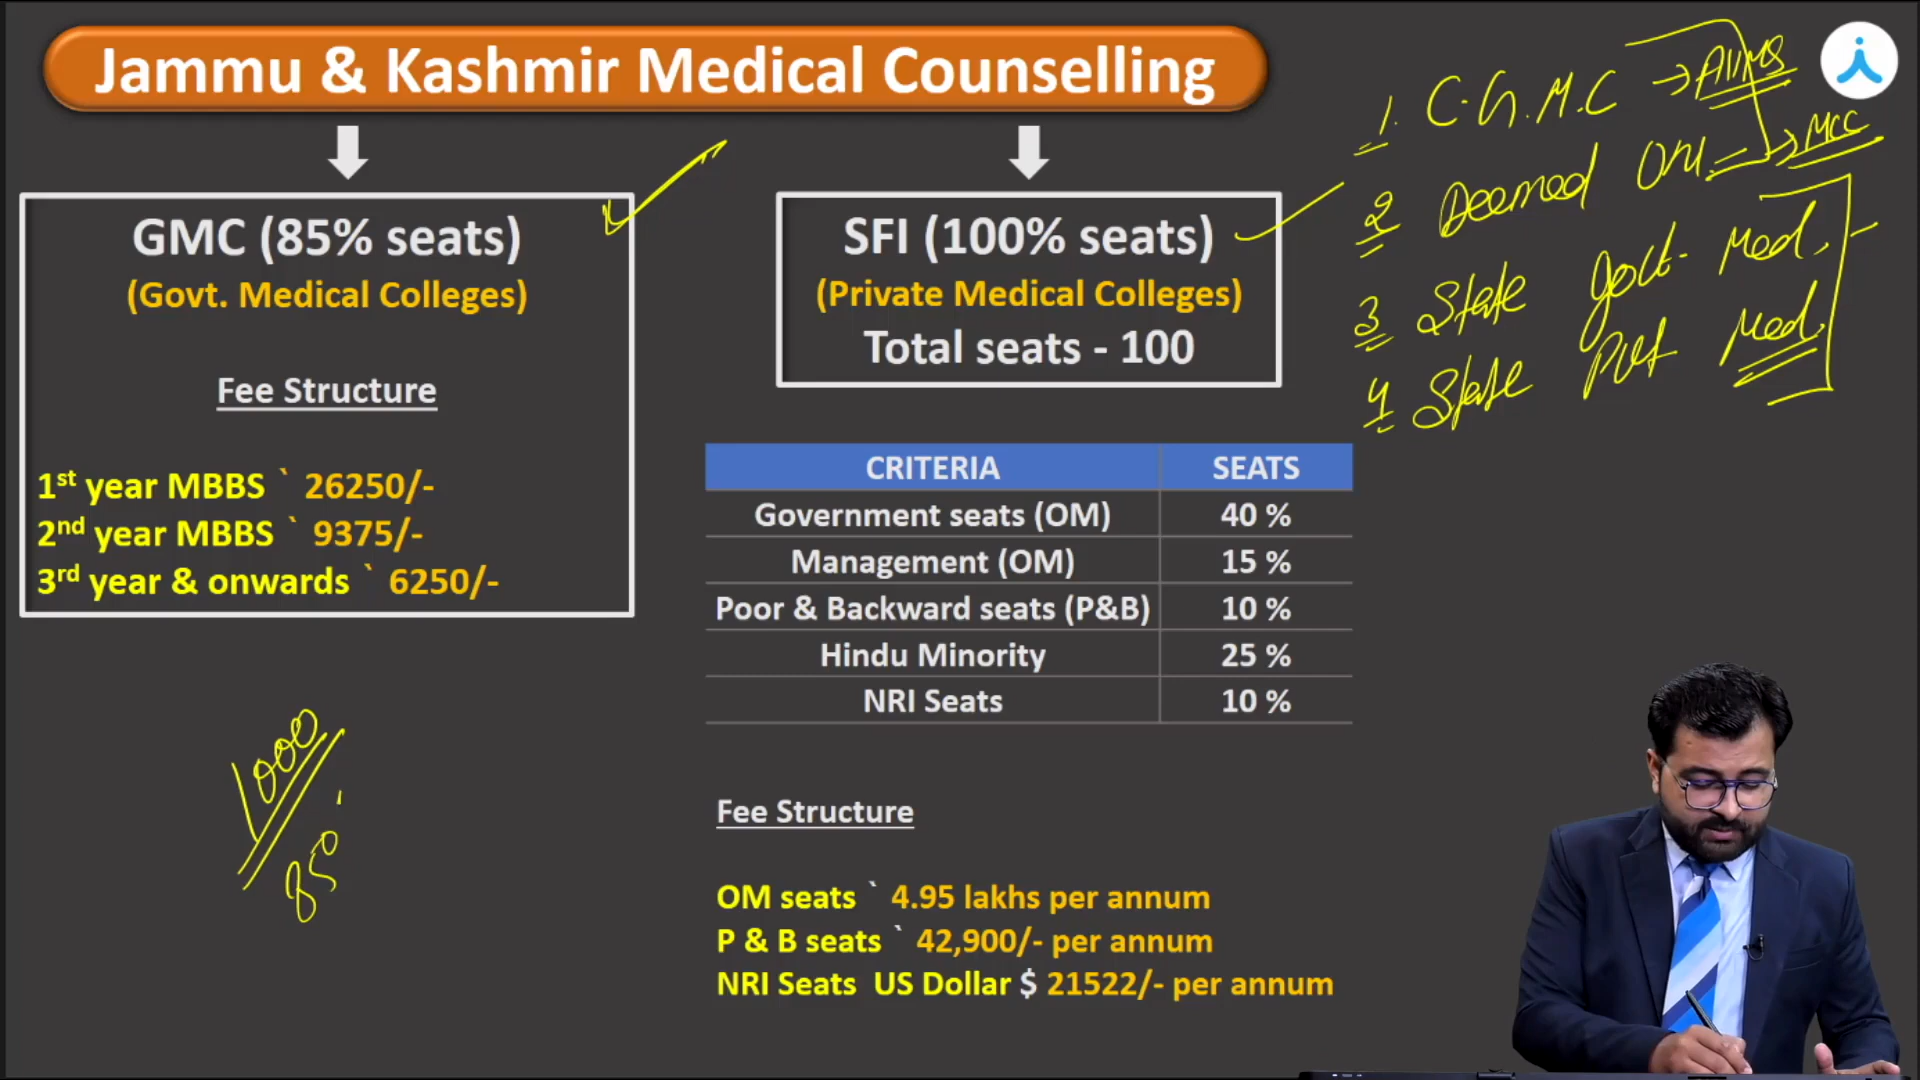 Jammu & Kashmir Medical Counselling
GMC (85% seats)
(Govt. Medical Colleges)
Fee Structure
1st year MBBS ` 26250/-
2nd year MBBS ` 9375/-
3rd year & onwards ` 6250/-
1000
850
SFI (100% seats)
(Private Medical Colleges)
Total seats - 100
CRITERIA SEATS
Government seats (OM) 40 %
Management (OM) 15 %
Poor & Backward seats (P&B) 10 %
Hindu Minority 25 %
NRI Seats 10 %
Fee Structure
OM seats ` 4.95 lakhs per annum
P & B seats ` 42,900/- per annum
NRI Seats US Dollar $ 21522/- per annum
1. C.G.M.C → AIIMS
2 Deemed Uni. → MCC
3 State Govt. Med.
4 State Pvt Med.